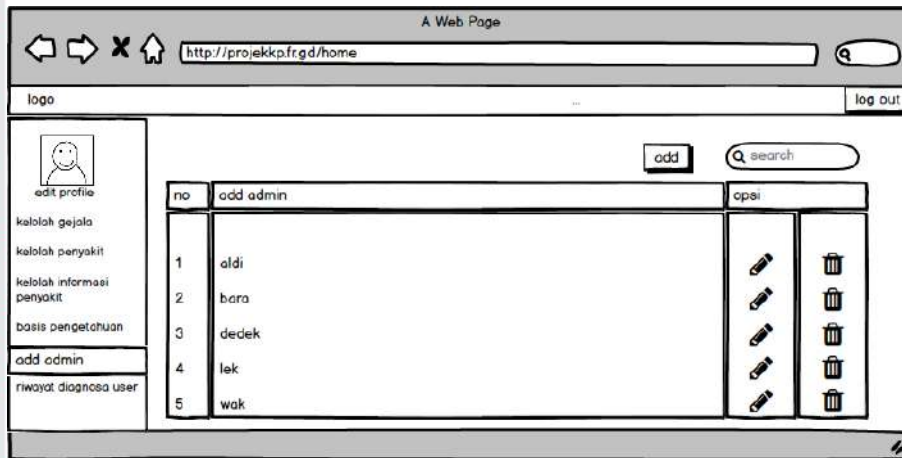 A Web Page
http://projekkp.fr.gd/home
logo
...
log out
edit profile
kelolah gejala
kelolah penyakit
kelolah informasi
penyakit
basis pengetahuan
add admin
riwayat diagnosa user
add
search
no add admin opsi
1 aldi
2 bara
3 dedek
4 lek
5 wak